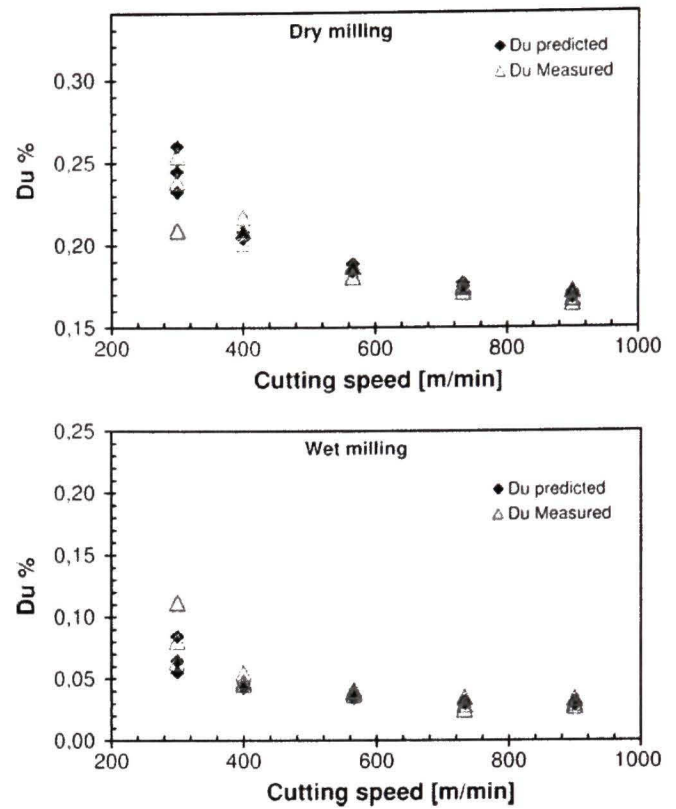 Dry milling
Du predicted
Du Measured
0,30
0,25
0,20
0,15
Du %
200 400 600 800 1000
Cutting speed [m/min]
0,25
Wet milling
Du predicted
Du Measured
0,20
0,15
0,10
0,05
0.00
Du %
200 400 600 800 1000
Cutting speed [m/min]